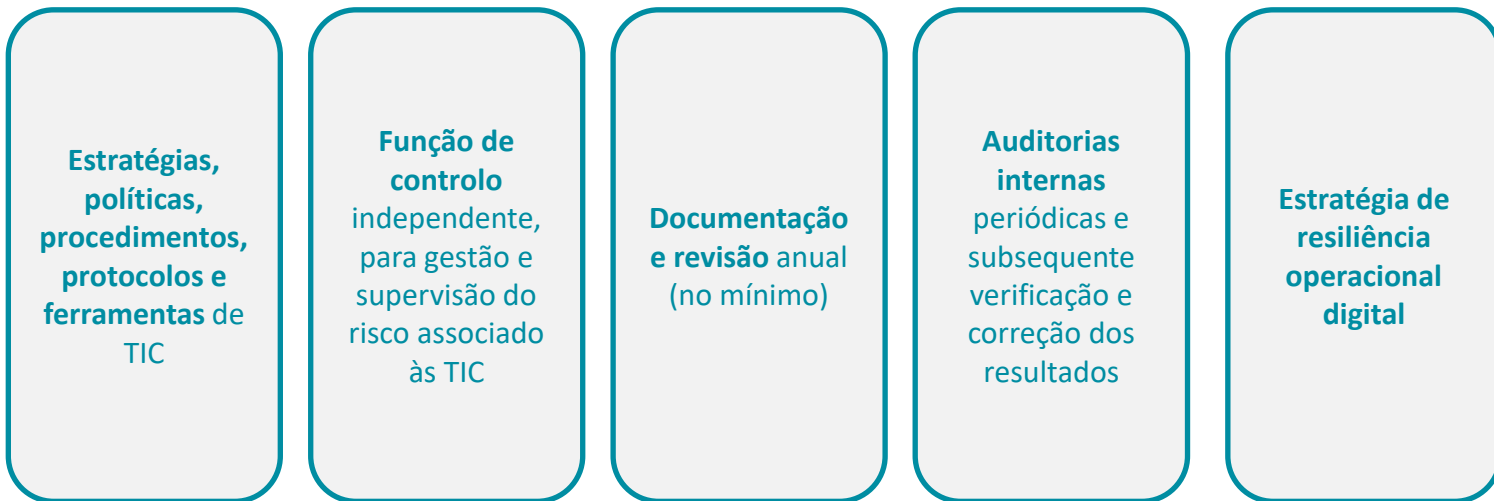 Estratégias,
políticas,
procedimentos,
protocolos e
ferramentas de
TIC
Função de
controlo
independente,
para gestão e
supervisão do
risco associado
às TIC
Documentação
e revisão anual
(no mínimo)
Auditorias
internas
periódicas e
subsequente
verificação e
correção dos
resultados
Estratégia de
resiliência
operacional
digital